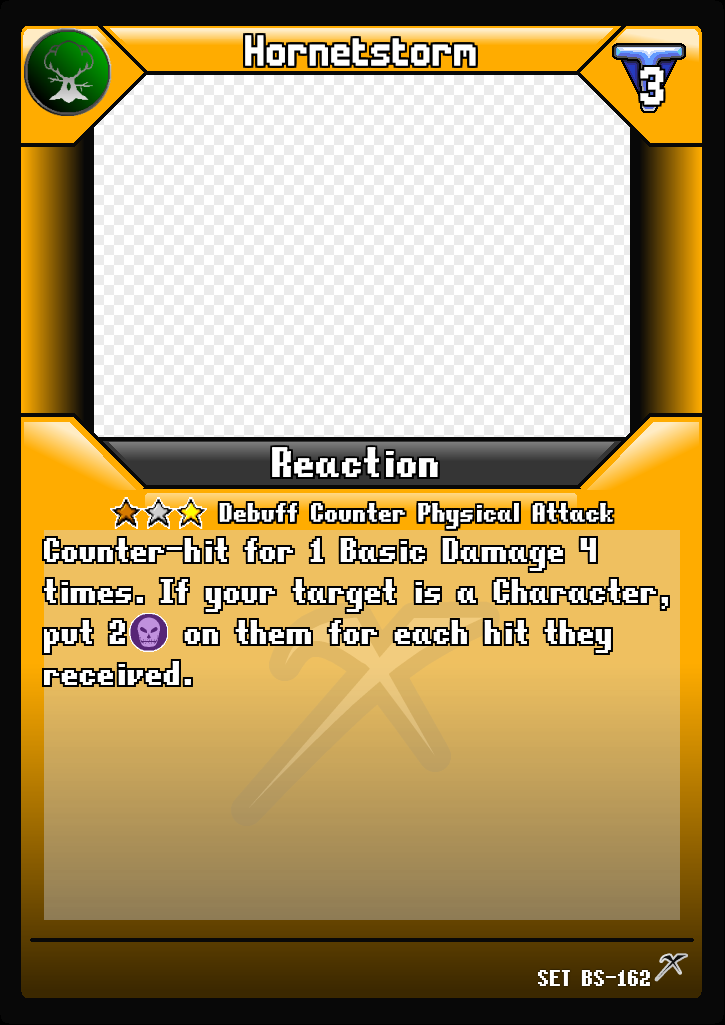 Hornetstorm
3
Reaction
Debuff Counter Physical Attack
Counter-hit for 1 Basic Damage 4
times. If your target is a Character,
put 2 on them for each hit they
received.
SET BS-162